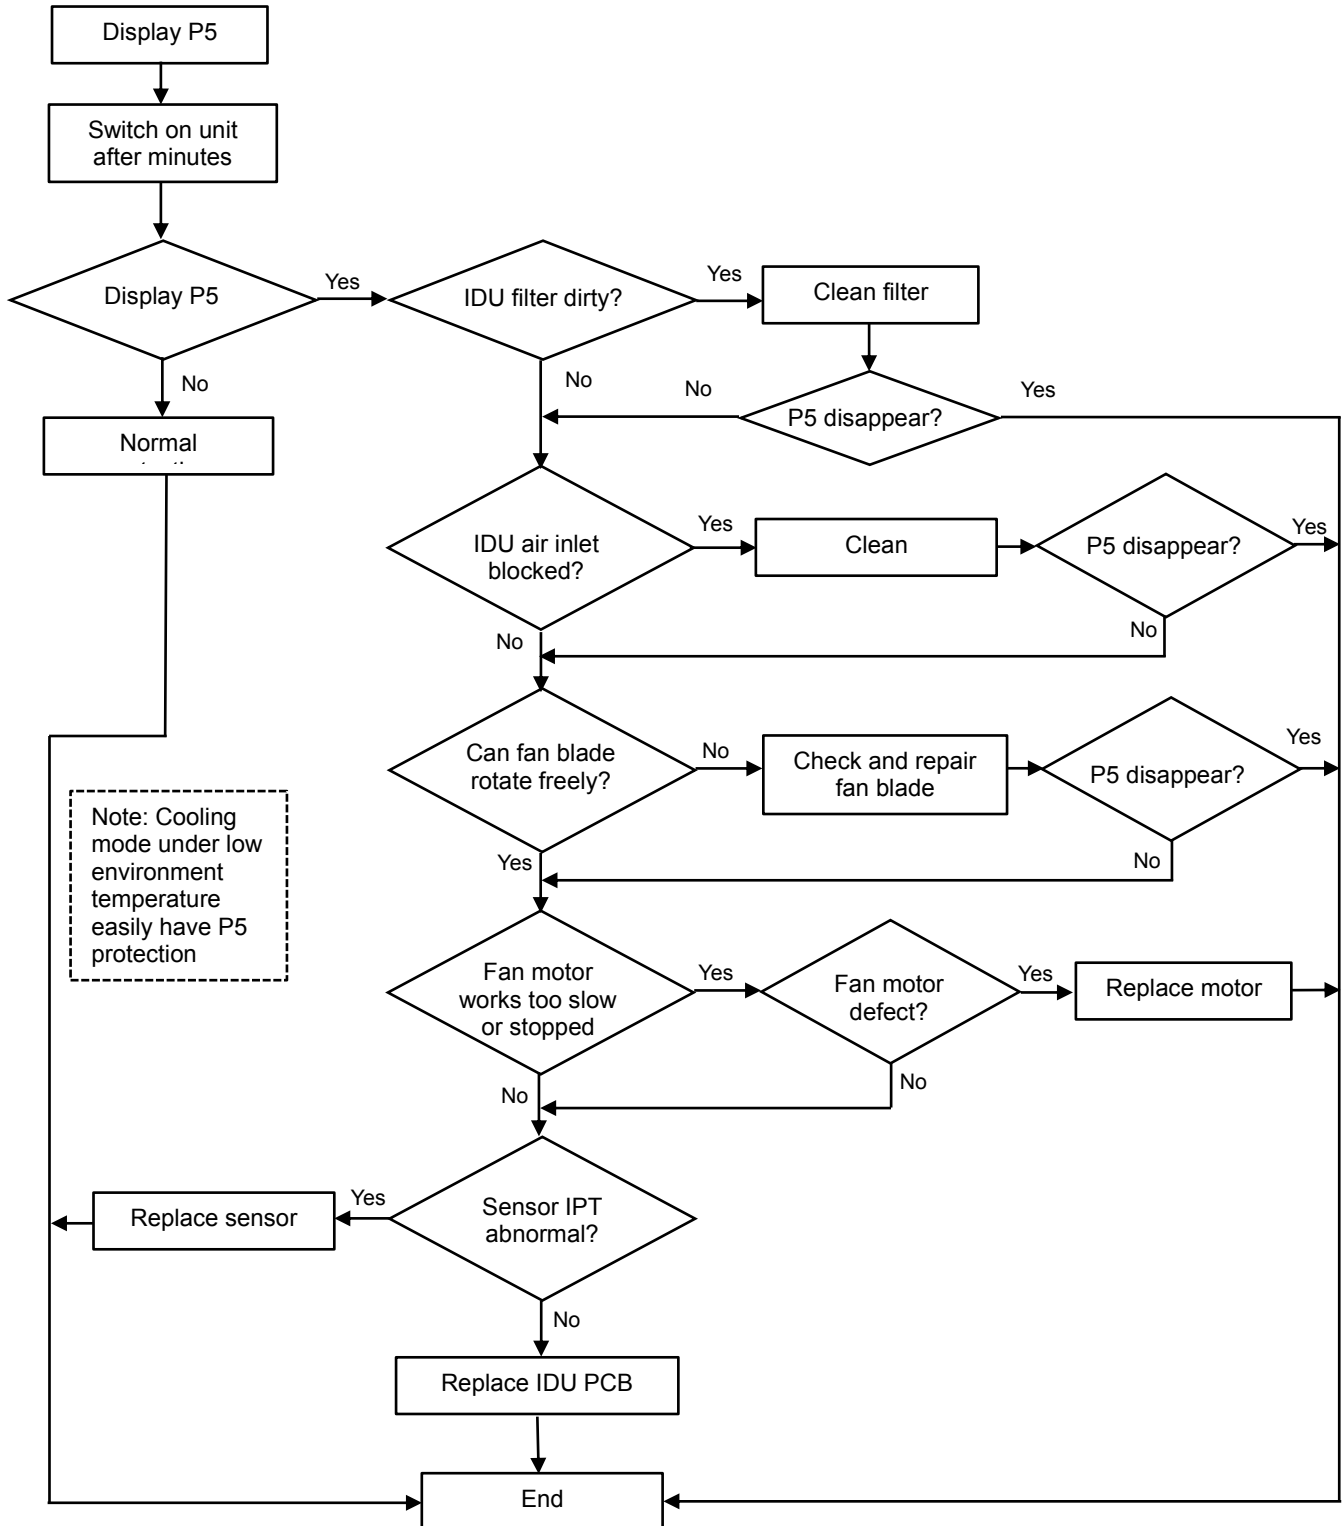 Display P5
Switch on unit
after minutes
Display P5
Yes
IDU filter dirty?
Yes
Clean filter
No
No
No
P5 disappear?
Yes
Normal
IDU air inlet
blocked?
Yes
Clean
P5 disappear?
Yes
No
No
Can fan blade
rotate freely?
No
Check and repair
fan blade
P5 disappear?
Yes
Yes
No
Note: Cooling
mode under low
environment
temperature
easily have P5
protection
Fan motor
works too slow
or stopped
Yes
Fan motor
defect?
Yes
Replace motor
No
No
Replace sensor
Yes
Sensor IPT
abnormal?
No
Replace IDU PCB
End